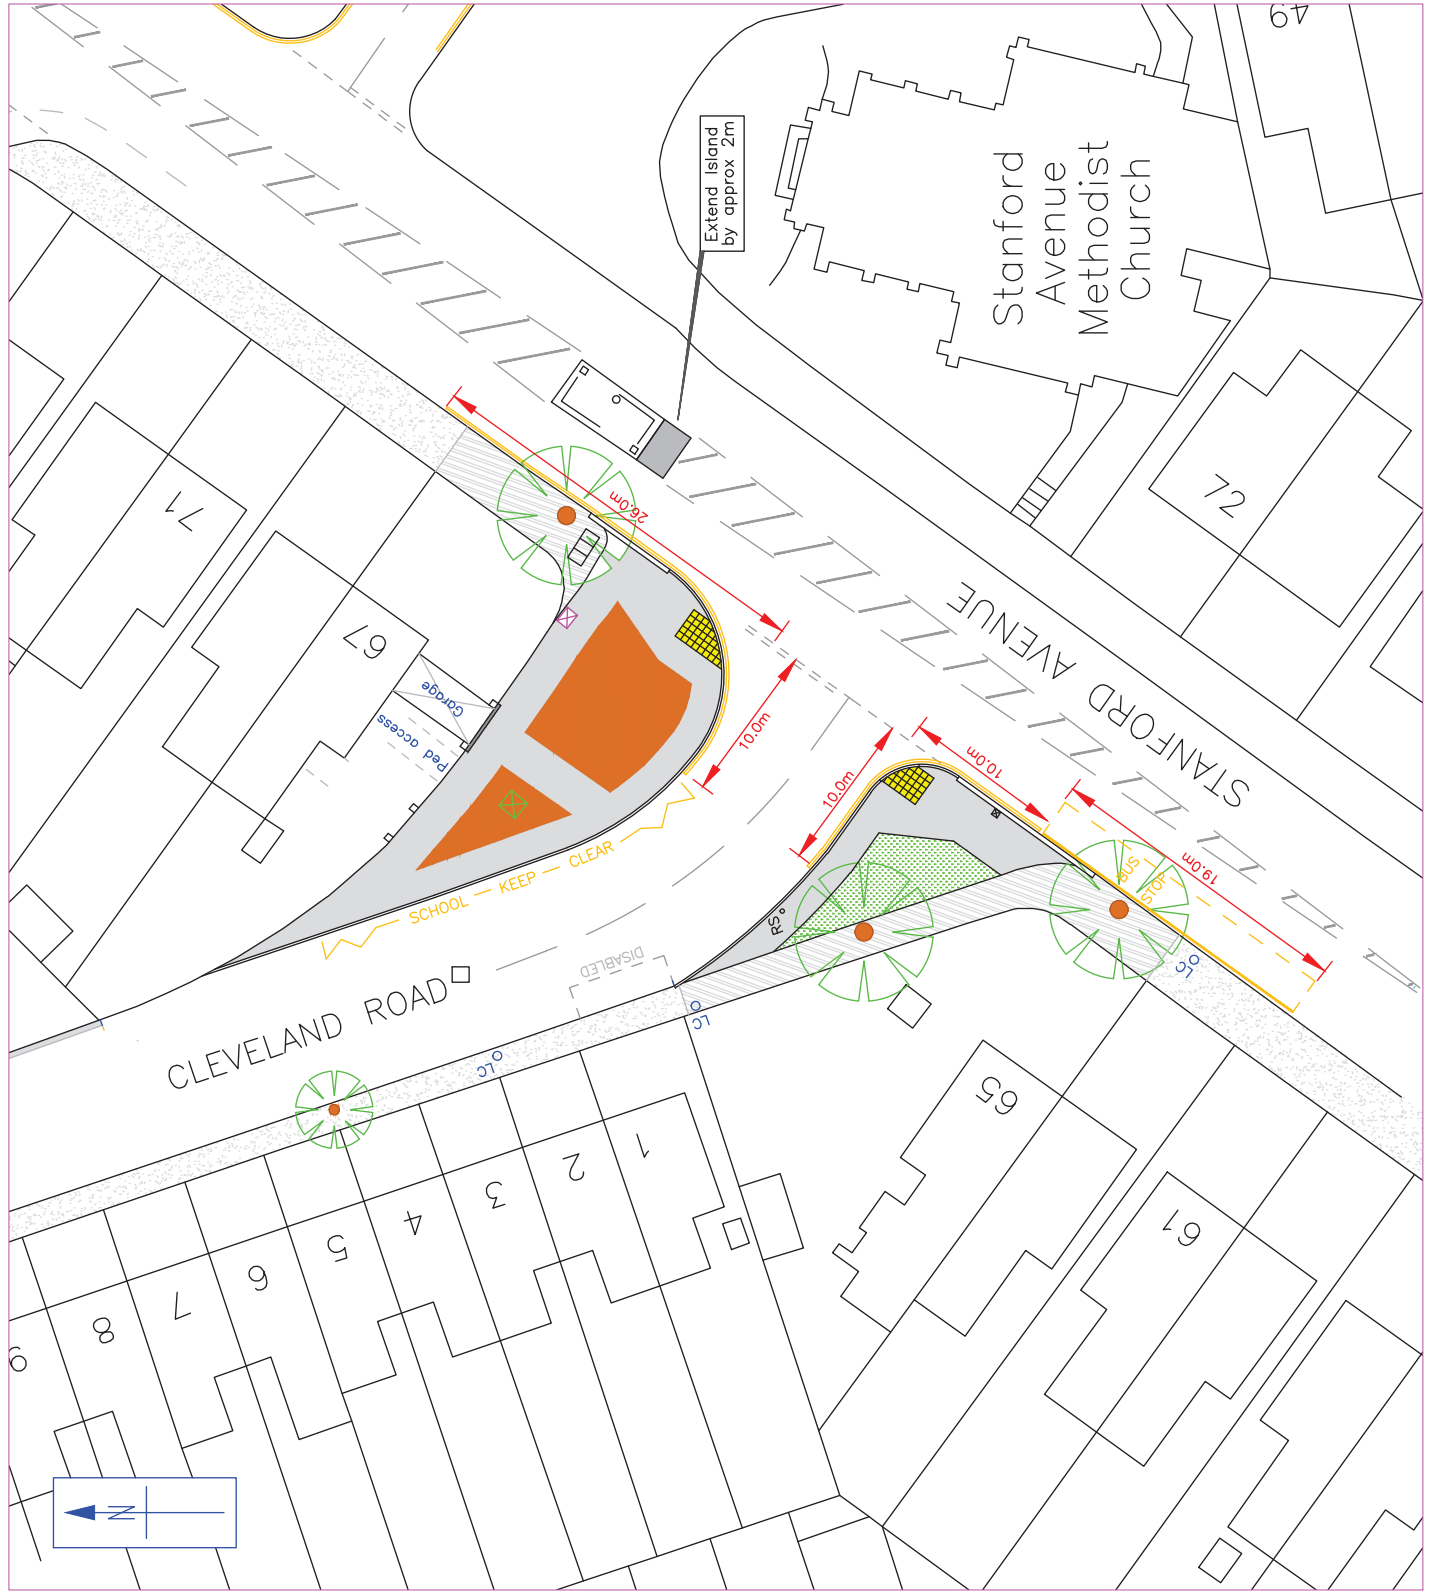 49
Extend Island
by approx 2m
Stanford
Avenue
Methodist
Church
71
72
26.0m
67
Garage
Ped access
STANFORD AVENUE
10.0m
10.0m
10.0m
19.0m
BUS
STOP
SCHOOL — KEEP — CLEAR
RS
DISABLED
LC
LC
LC
CLEVELAND ROAD
65
61
1
2
3
4
5
6
7
8
9
N